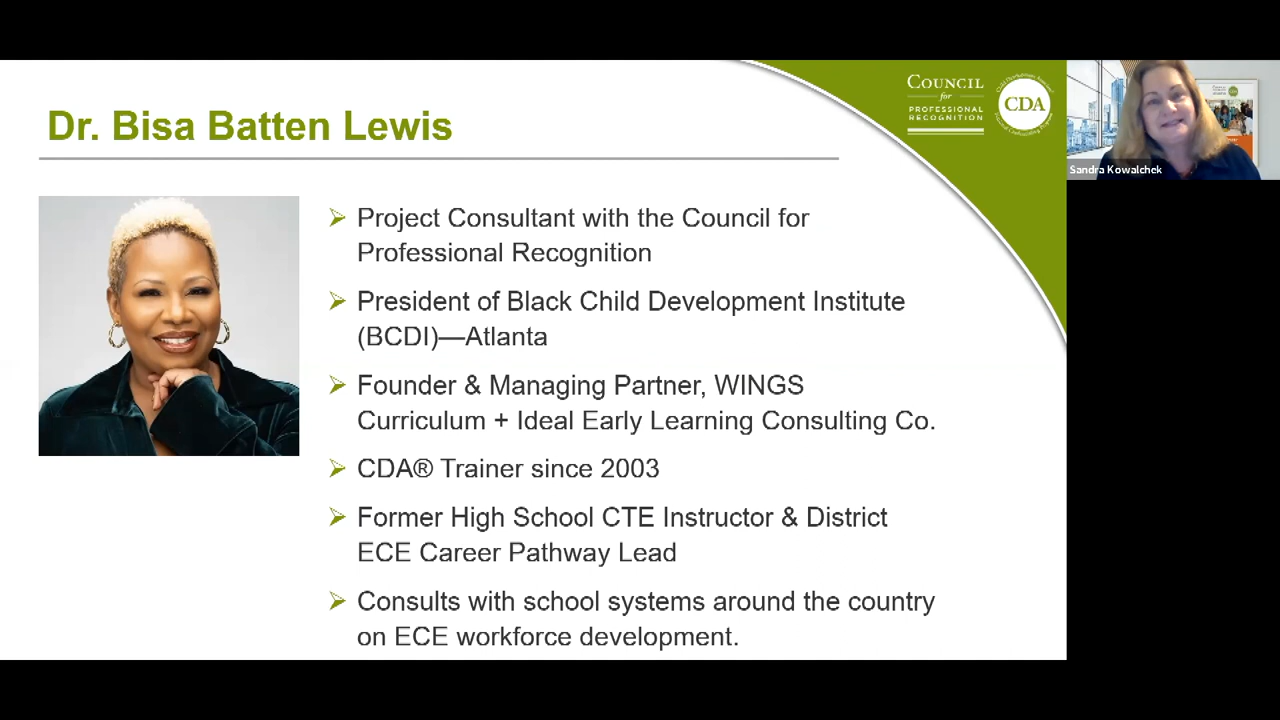 Dr. Bisa Batten Lewis
COUNCIL
for
PROFESSIONAL
RECOGNITION
CDA
Sandra Kowalchek
➢ Project Consultant with the Council for
Professional Recognition
➢ President of Black Child Development Institute
(BCDI)—Atlanta
➢ Founder & Managing Partner, WINGS
Curriculum + Ideal Early Learning Consulting Co.
➢ CDA® Trainer since 2003
➢ Former High School CTE Instructor & District
ECE Career Pathway Lead
➢ Consults with school systems around the country
on ECE workforce development.